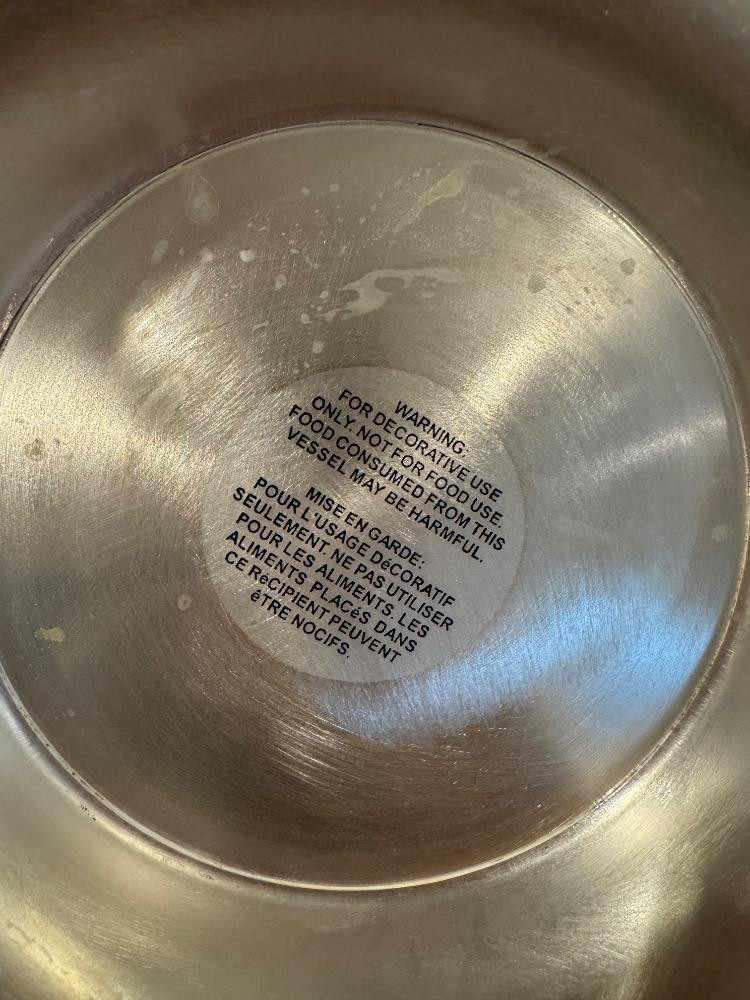 WARNING.
FOR DECORATIVE USE
ONLY. NOT FOR FOOD USE.
FOOD CONSUMED FROM THIS
VESSEL MAY BE HARMFUL.
MISE EN GARDE:
POUR L'USAGE DéCORATIF
SEULEMENT. NE PAS UTILISER
POUR LES ALIMENTS. LES
ALIMENTS PLACéS DANS
CE RéCIPIENT PEUVENT
êTRE NOCIFS.